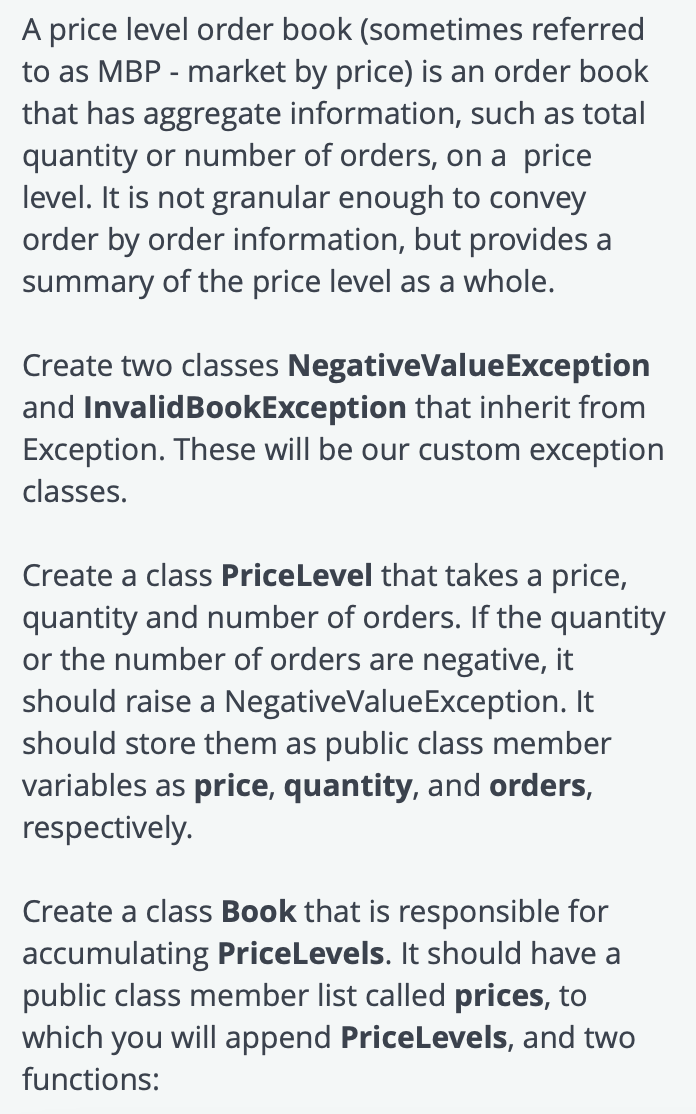 A price level order book (sometimes referred
to as MBP - market by price) is an order book
that has aggregate information, such as total
quantity or number of orders, on a  price
level. It is not granular enough to convey
order by order information, but provides a
summary of the price level as a whole.
Create two classes NegativeValueException
and InvalidBookException that inherit from
Exception. These will be our custom exception
classes.
Create a class PriceLevel that takes a price,
quantity and number of orders. If the quantity
or the number of orders are negative, it
should raise a NegativeValueException. It
should store them as public class member
variables as price, quantity, and orders,
respectively.
Create a class Book that is responsible for
accumulating PriceLevels. It should have a
public class member list called prices, to
which you will append PriceLevels, and two
functions: